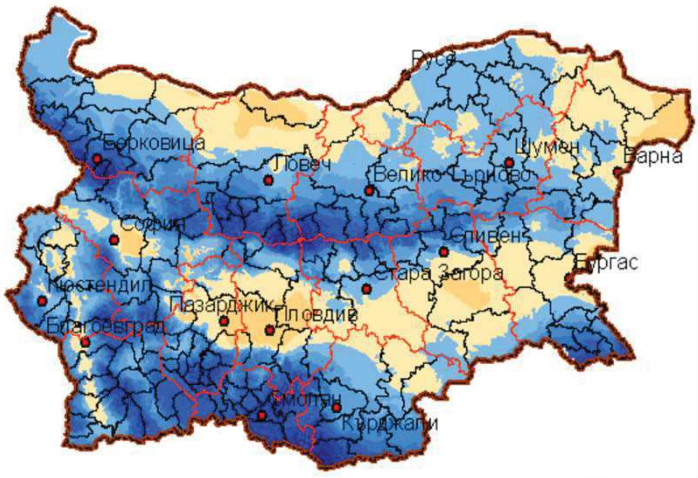 Русе
Берковица
Ловеч
Шумен
Варна
Велико Търново
София
Сливен
Бургас
Стара Загора
Кюстендил
Пазарджик
Пловдив
Благоевград
Смолян
Кърджали